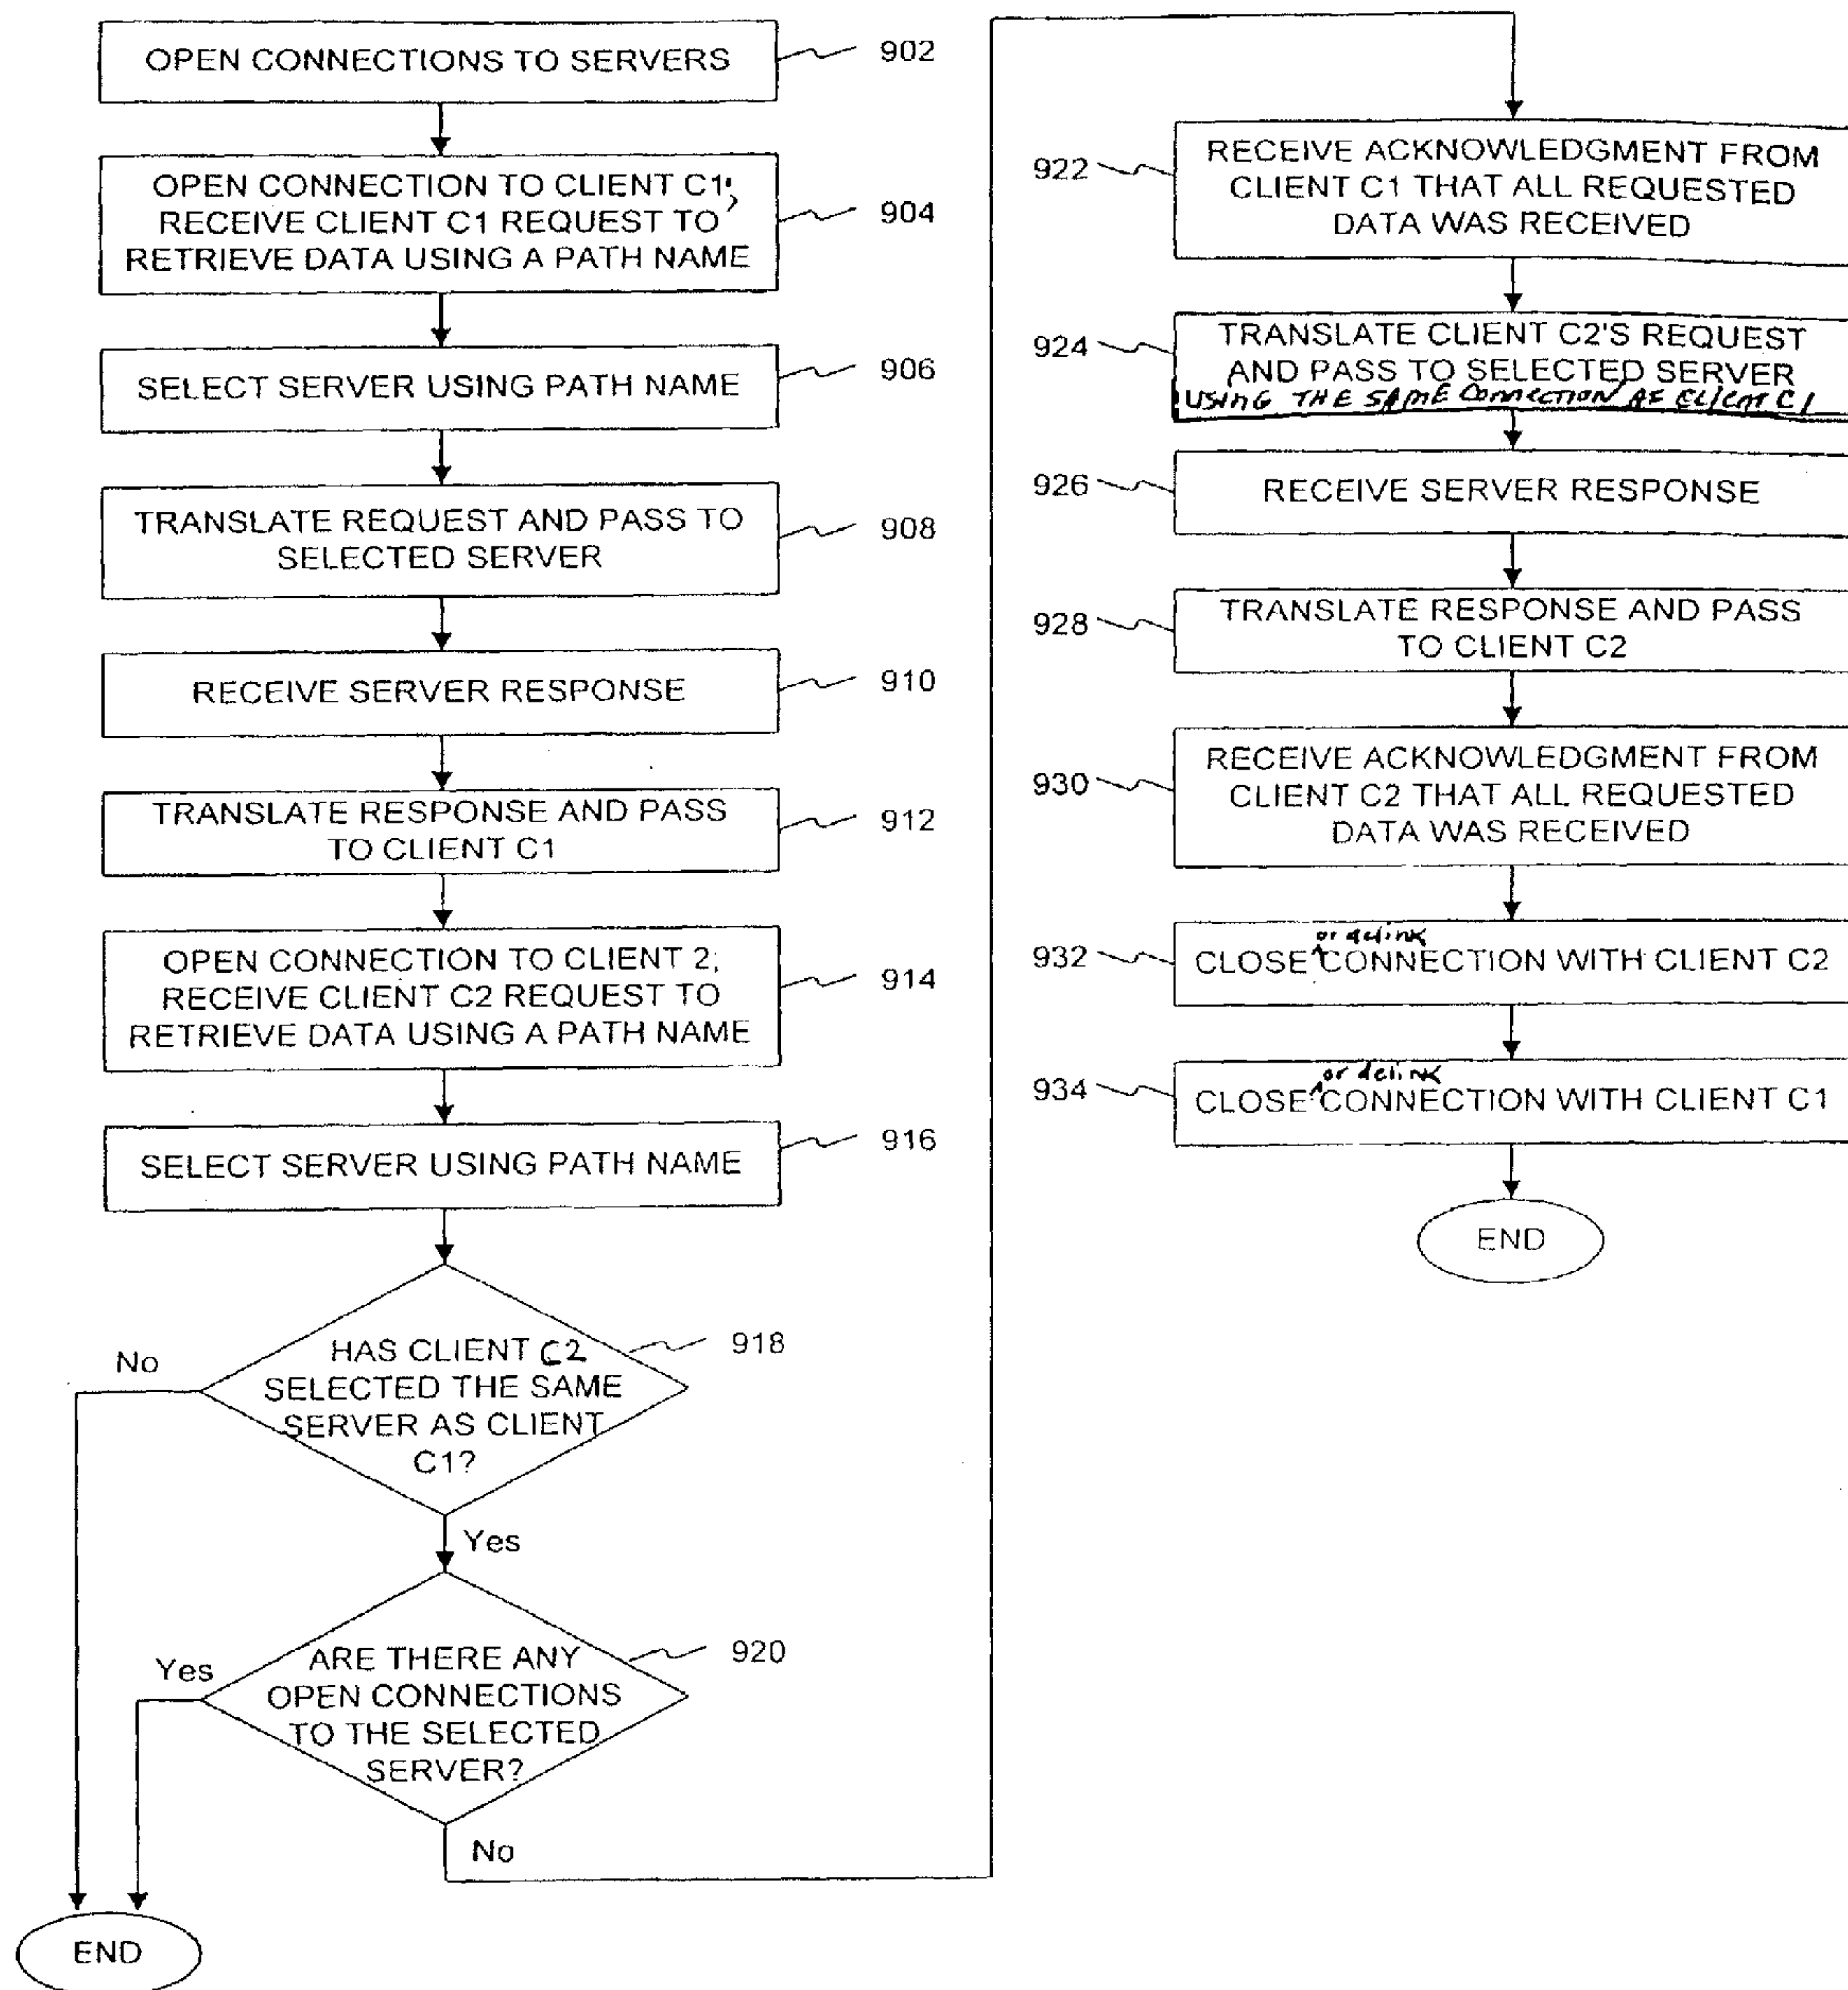 OPEN CONNECTIONS TO SERVERS
902
OPEN CONNECTION TO CLIENT C1;
RECEIVE CLIENT C1 REQUEST TO
RETRIEVE DATA USING A PATH NAME
904
SELECT SERVER USING PATH NAME
906
TRANSLATE REQUEST AND PASS TO
SELECTED SERVER
908
RECEIVE SERVER RESPONSE
910
TRANSLATE RESPONSE AND PASS
TO CLIENT C1
912
OPEN CONNECTION TO CLIENT 2;
RECEIVE CLIENT C2 REQUEST TO
RETRIEVE DATA USING A PATH NAME
914
SELECT SERVER USING PATH NAME
916
HAS CLIENT C2
SELECTED THE SAME
SERVER AS CLIENT
C1?
918
No
Yes
ARE THERE ANY
OPEN CONNECTIONS
TO THE SELECTED
SERVER?
920
Yes
No
END
922
RECEIVE ACKNOWLEDGMENT FROM
CLIENT C1 THAT ALL REQUESTED
DATA WAS RECEIVED
924
TRANSLATE CLIENT C2'S REQUEST
AND PASS TO SELECTED SERVER
USING THE SAME CONNECTION AS CLIENT C1
926
RECEIVE SERVER RESPONSE
928
TRANSLATE RESPONSE AND PASS
TO CLIENT C2
930
RECEIVE ACKNOWLEDGMENT FROM
CLIENT C2 THAT ALL REQUESTED
DATA WAS RECEIVED
932
or delink
CLOSE CONNECTION WITH CLIENT C2
934
or delink
CLOSE CONNECTION WITH CLIENT C1
END